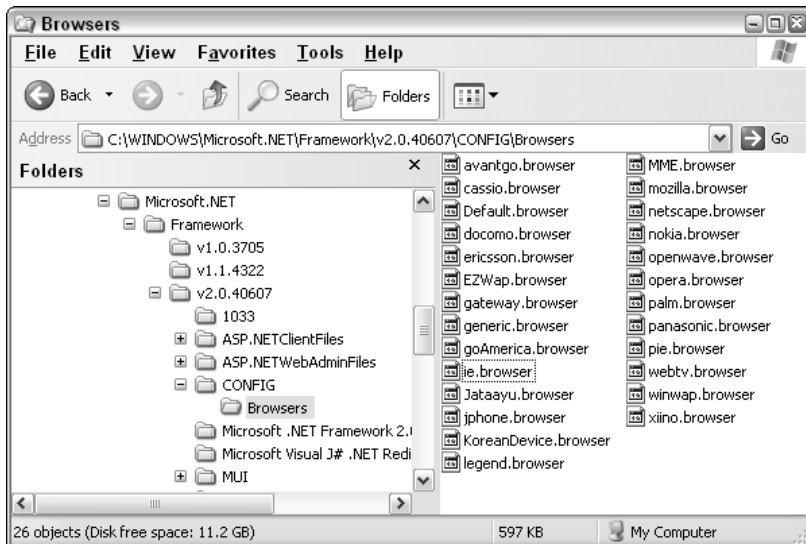 Browsers
File Edit View Favorites Tools Help
Back Search Folders
Address C:\WINDOWS\Microsoft.NET\Framework\v2.0.40607\CONFIG\Browsers Go
Folders
Microsoft.NET
Framework
v1.0.3705
v1.1.4322
v2.0.40607
1033
ASP.NETClientFiles
ASP.NETWebAdminFiles
CONFIG
Browsers
Microsoft .NET Framework 2.
Microsoft Visual J# .NET Redi
MUI
avantgo.browser
cassio.browser
Default.browser
docomo.browser
ericsson.browser
EZWap.browser
gateway.browser
generic.browser
goAmerica.browser
ie.browser
Jataayu.browser
jphone.browser
KoreanDevice.browser
legend.browser
MME.browser
mozilla.browser
netscape.browser
nokia.browser
openwave.browser
opera.browser
palm.browser
panasonic.browser
pie.browser
webtv.browser
winwap.browser
xiino.browser
26 objects (Disk free space: 11.2 GB) 597 KB My Computer